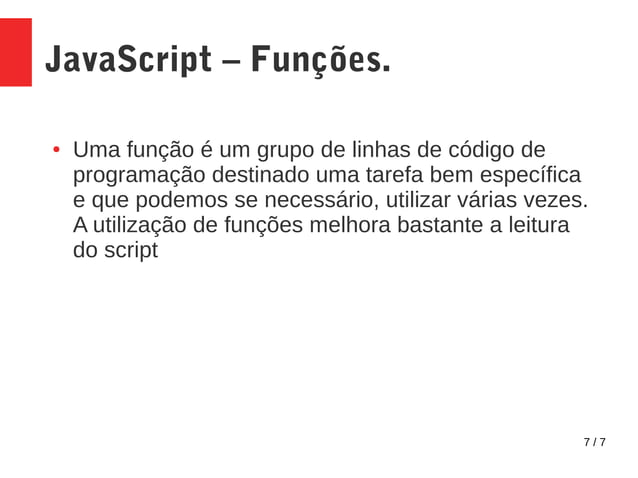 JavaScript – Funções.
● Uma função é um grupo de linhas de código de
programação destinado uma tarefa bem específica
e que podemos se necessário, utilizar várias vezes.
A utilização de funções melhora bastante a leitura
do script
7 / 7